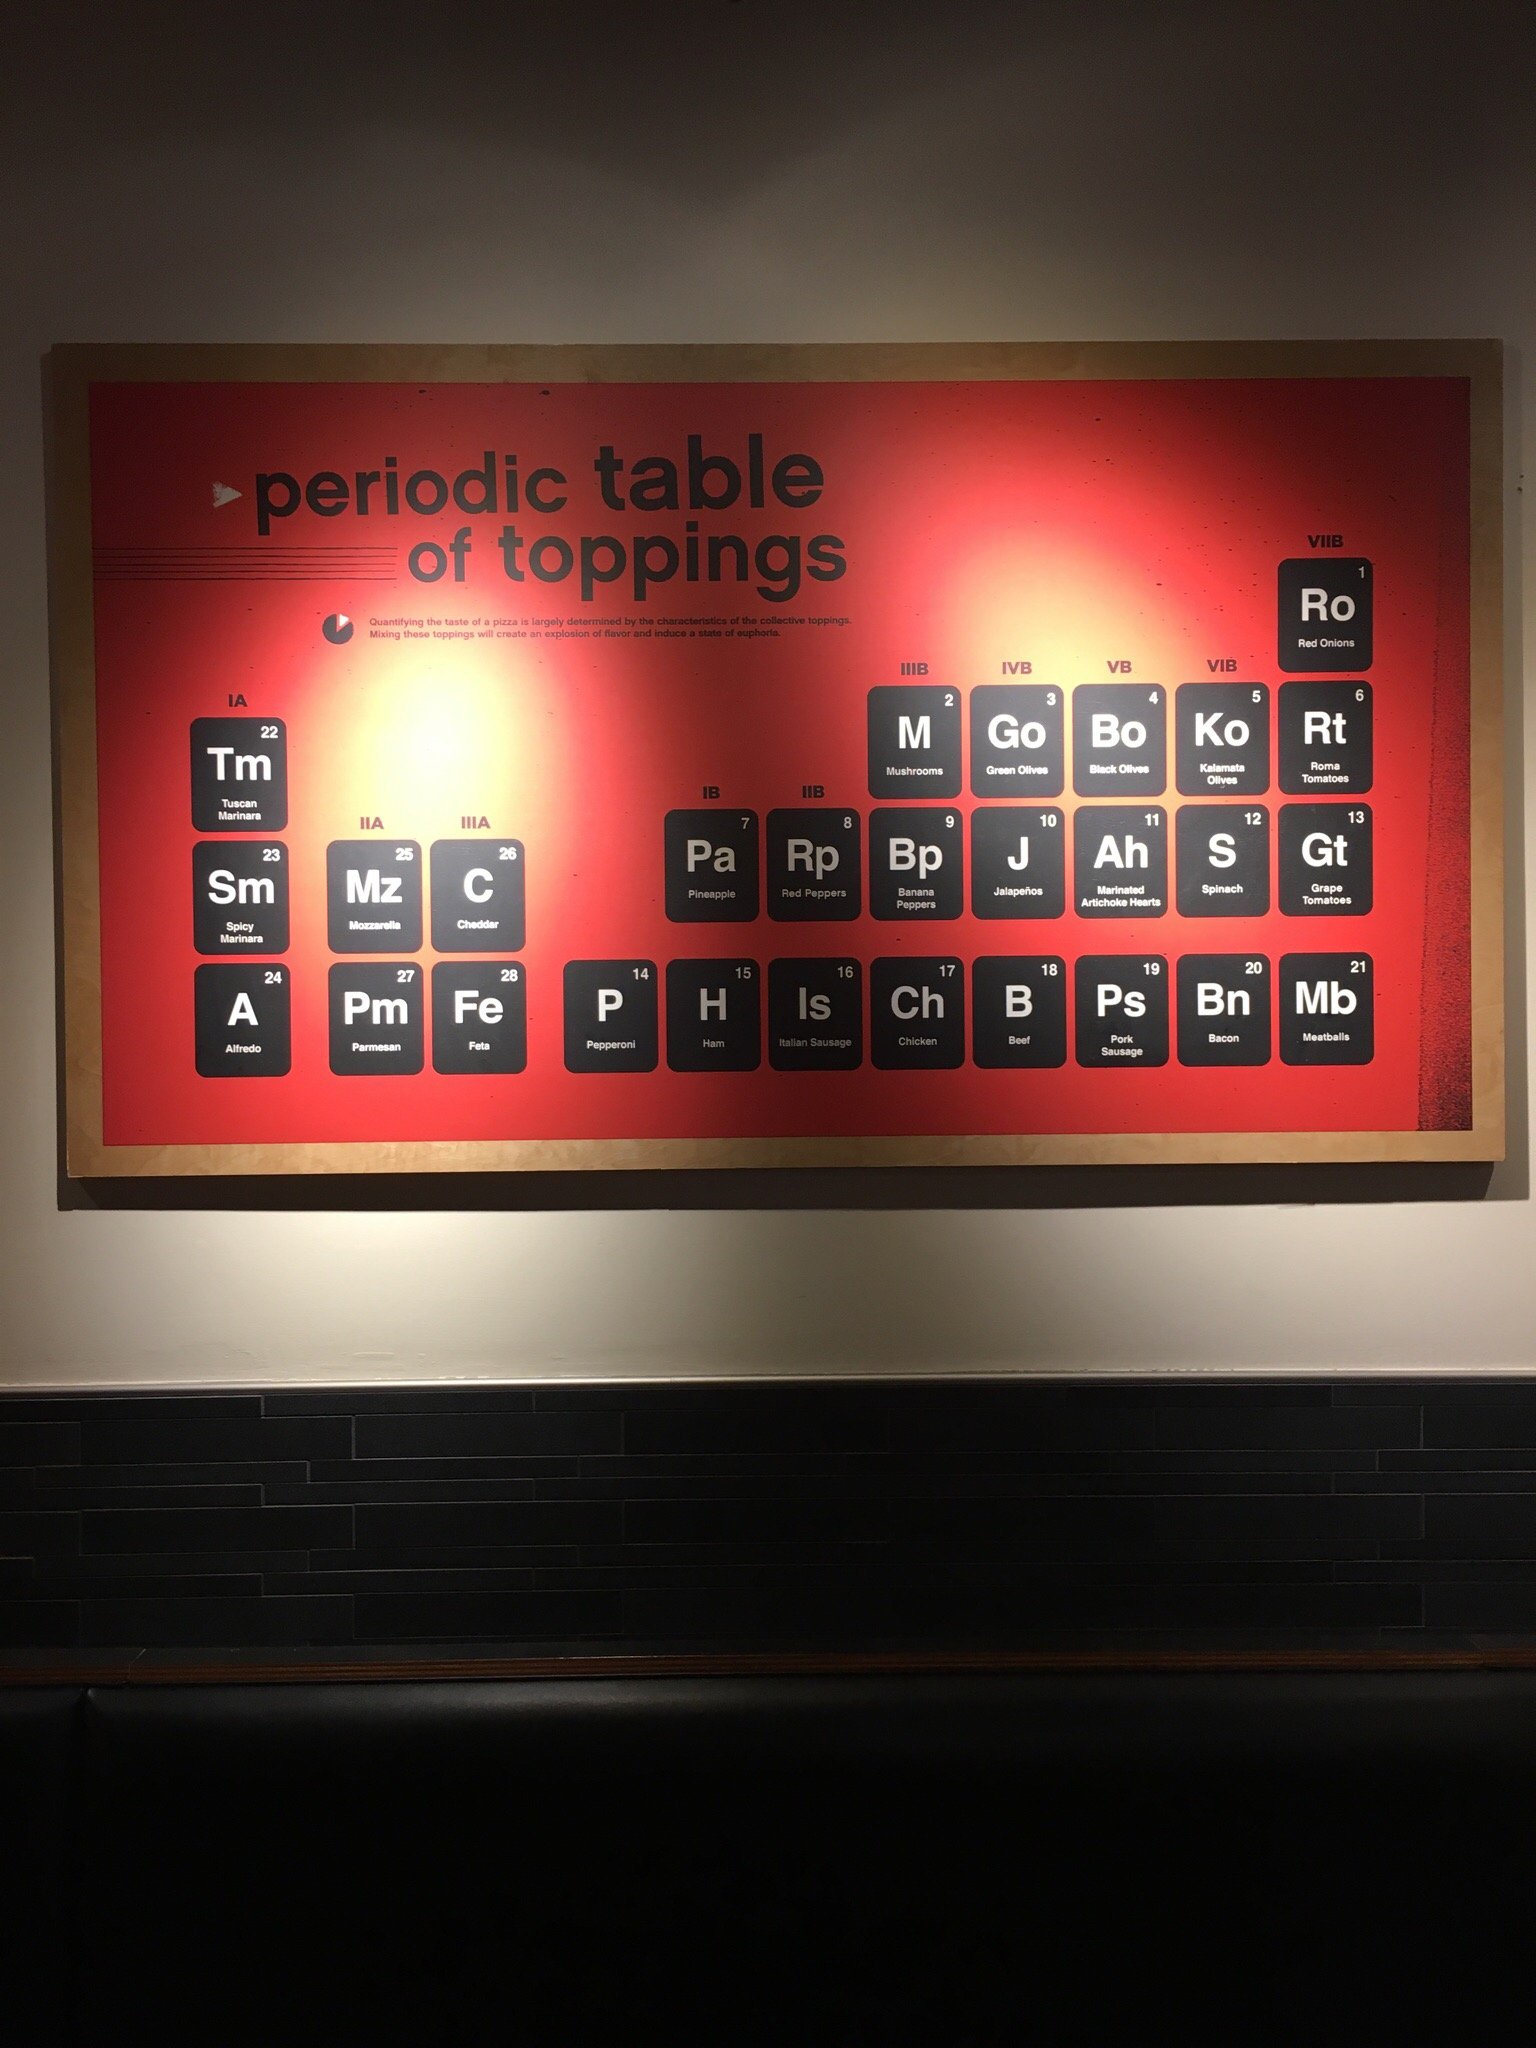 periodic table
of toppings
Quantifying the taste of a pizza is largely determined by the characteristics of the collective toppings.
Mixing these toppings will create an explosion of flavor and induce a state of euphoria.
VIIB
1
Ro
Red Onions
IIIB
IVB
VB
VIB
2
M
Mushrooms
3
Go
Green Olives
4
Bo
Black Olives
5
Ko
Kalamata
Olives
6
Rt
Roma
Tomatoes
IA
22
Tm
Tuscan
Marinara
IB
IIB
7
Pa
Pineapple
8
Rp
Red Peppers
9
Bp
Banana
Peppers
10
J
Jalapeños
11
Ah
Marinated
Artichoke Hearts
12
S
Spinach
13
Gt
Grape
Tomatoes
IIA
IIIA
23
Sm
Spicy
Marinara
25
Mz
Mozzarella
26
C
Cheddar
24
A
Alfredo
27
Pm
Parmesan
28
Fe
Feta
14
P
Pepperoni
15
H
Ham
16
Is
Italian Sausage
17
Ch
Chicken
18
B
Beef
19
Ps
Pork
Sausage
20
Bn
Bacon
21
Mb
Meatballs